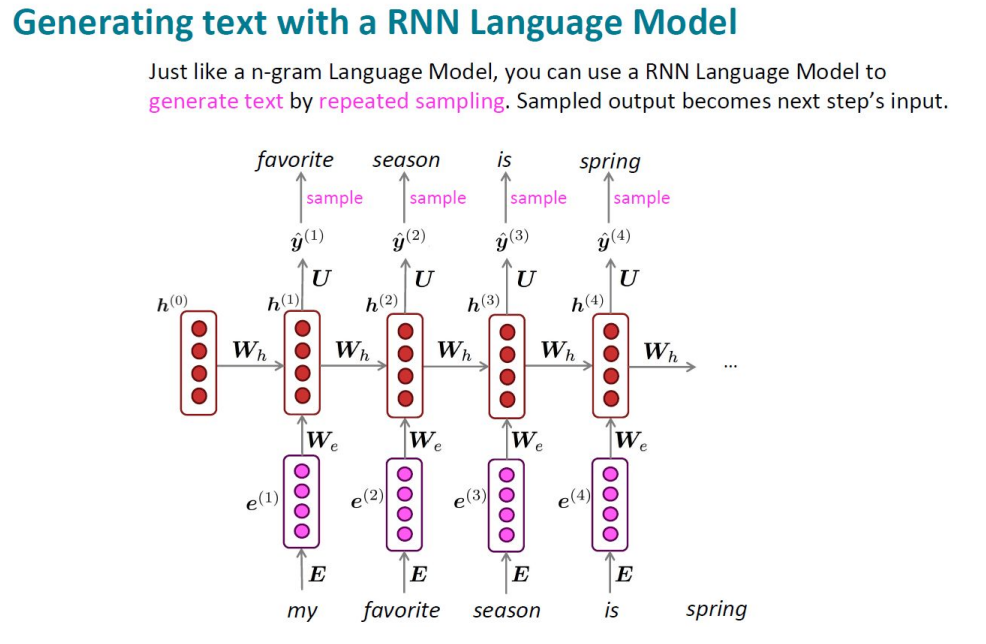 Generating text with a RNN Language Model
Just like a n-gram Language Model, you can use a RNN Language Model to
generate text by repeated sampling. Sampled output becomes next step's input.
favorite season is spring
sample sample sample sample
ŷ⁽¹⁾ ŷ⁽²⁾ ŷ⁽³⁾ ŷ⁽⁴⁾
U U U U
h⁽⁰⁾ h⁽¹⁾ h⁽²⁾ h⁽³⁾ h⁽⁴⁾
Wₕ Wₕ Wₕ Wₕ Wₕ ...
Wₑ Wₑ Wₑ Wₑ
e⁽¹⁾ e⁽²⁾ e⁽³⁾ e⁽⁴⁾
E E E E
my favorite season is spring